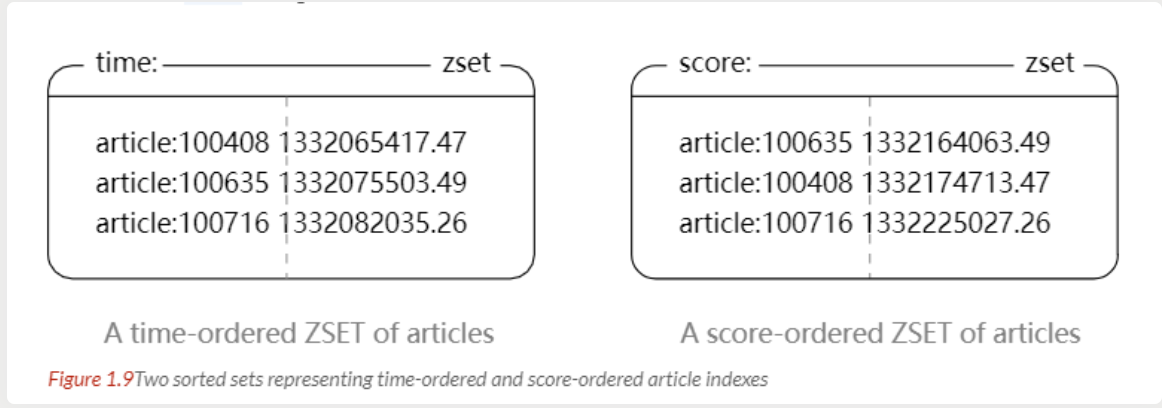 time: zset
article:100408 1332065417.47
article:100635 1332075503.49
article:100716 1332082035.26
A time-ordered ZSET of articles
score: zset
article:100635 1332164063.49
article:100408 1332174713.47
article:100716 1332225027.26
A score-ordered ZSET of articles
Figure 1.9Two sorted sets representing time-ordered and score-ordered article indexes